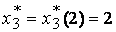 x₃* = x₃*(2) = 2